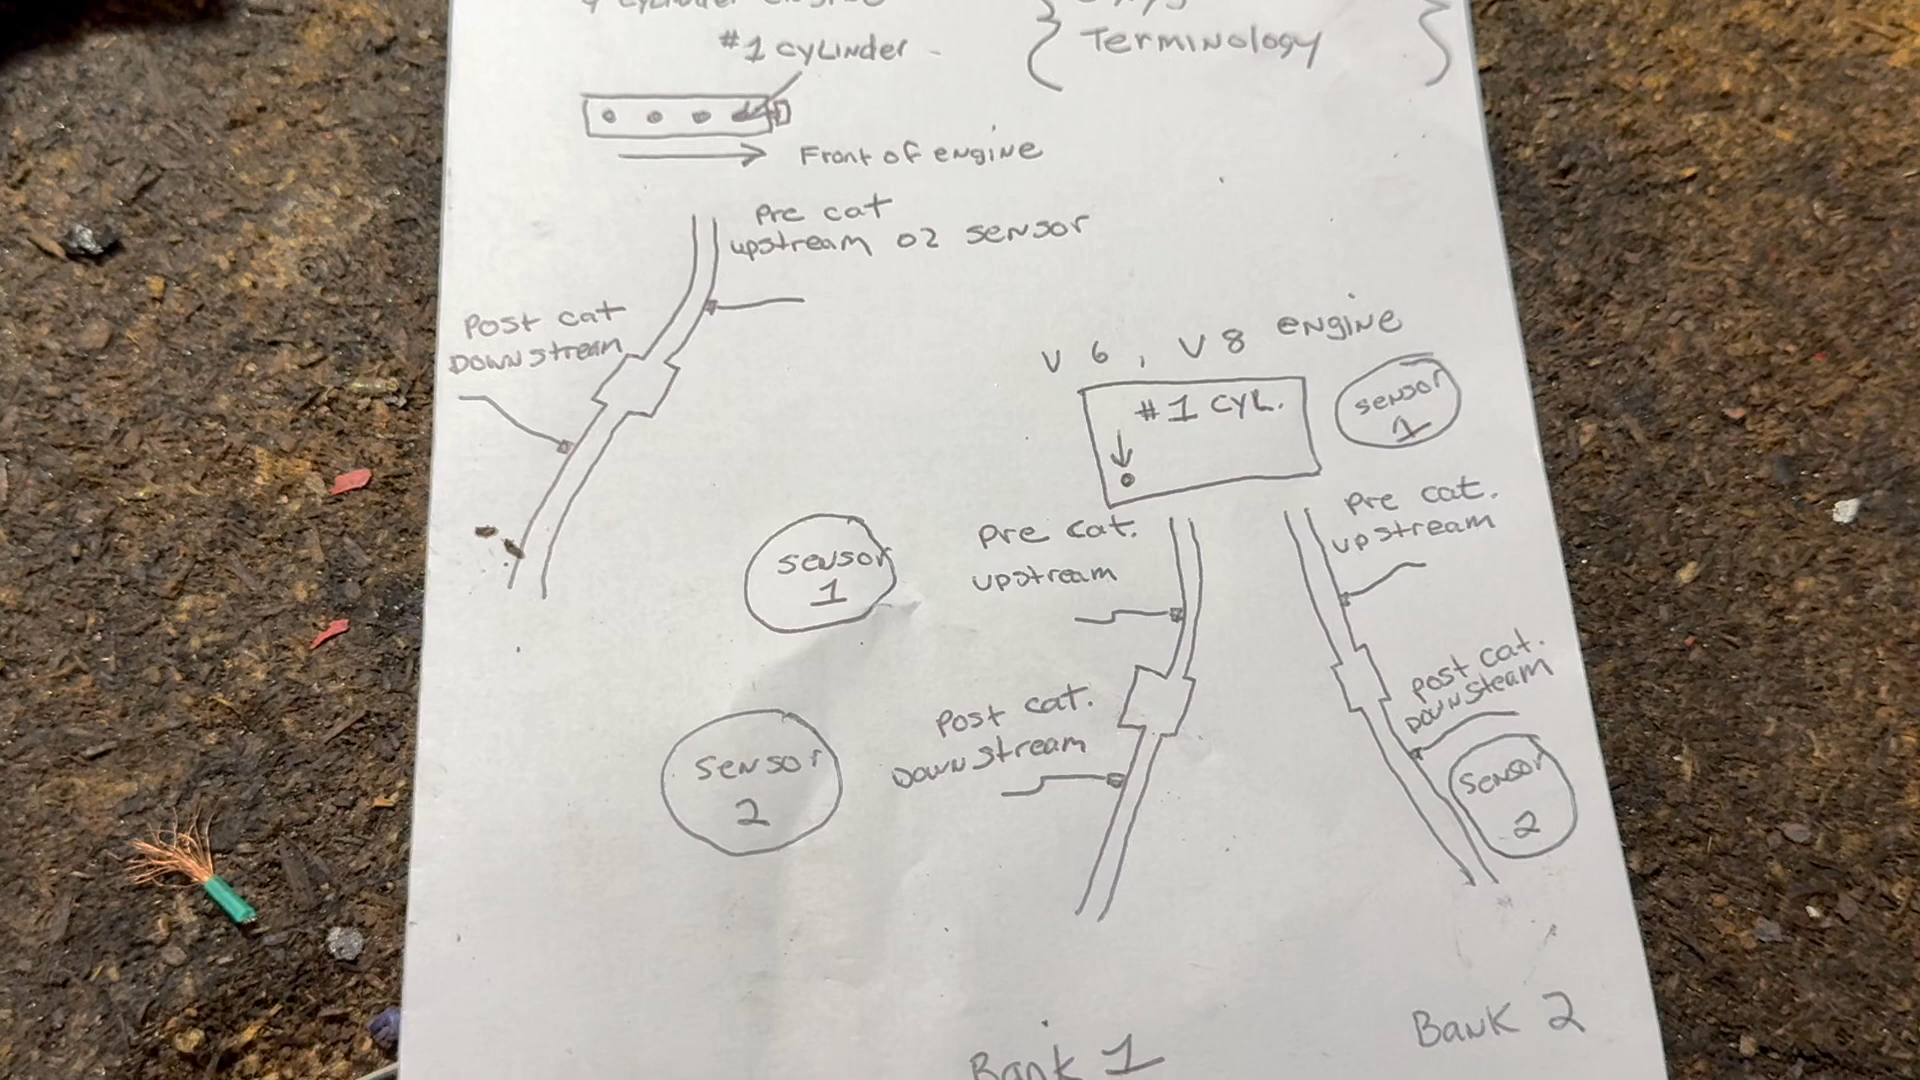 #1 CYLINDER
Terminology
Front of engine
Pre cat
upstream O2 sensor
Post cat
Downstream
V6, V8 engine
#1 CYL.
sensor
1
Pre cat.
upstream
Pre cat.
upstream
sensor
1
Post cat.
Downsteam
Post cat.
Downstream
sensor
2
sensor
2
Bank 2
Bank 1